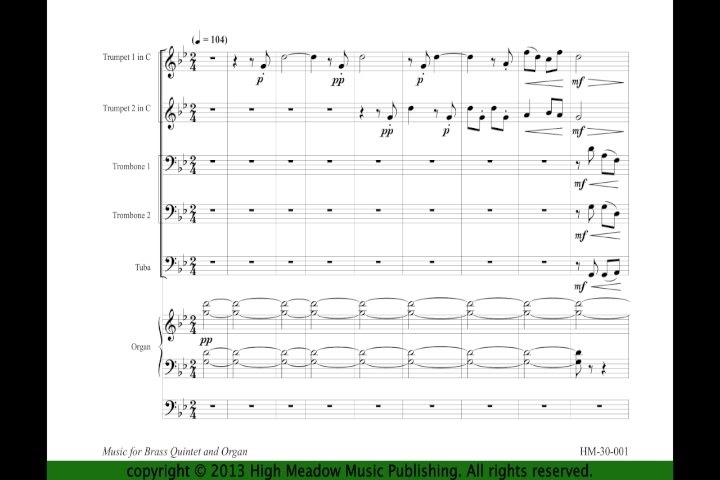 (♩ = 104)
Trumpet 1 in C
p pp p mf
Trumpet 2 in C
pp p mf
Trombone 1
mf
Trombone 2
mf
Tuba
mf
Organ
pp
Music for Brass Quintet and Organ HM-30-001
copyright © 2013 High Meadow Music Publishing. All rights reserved.